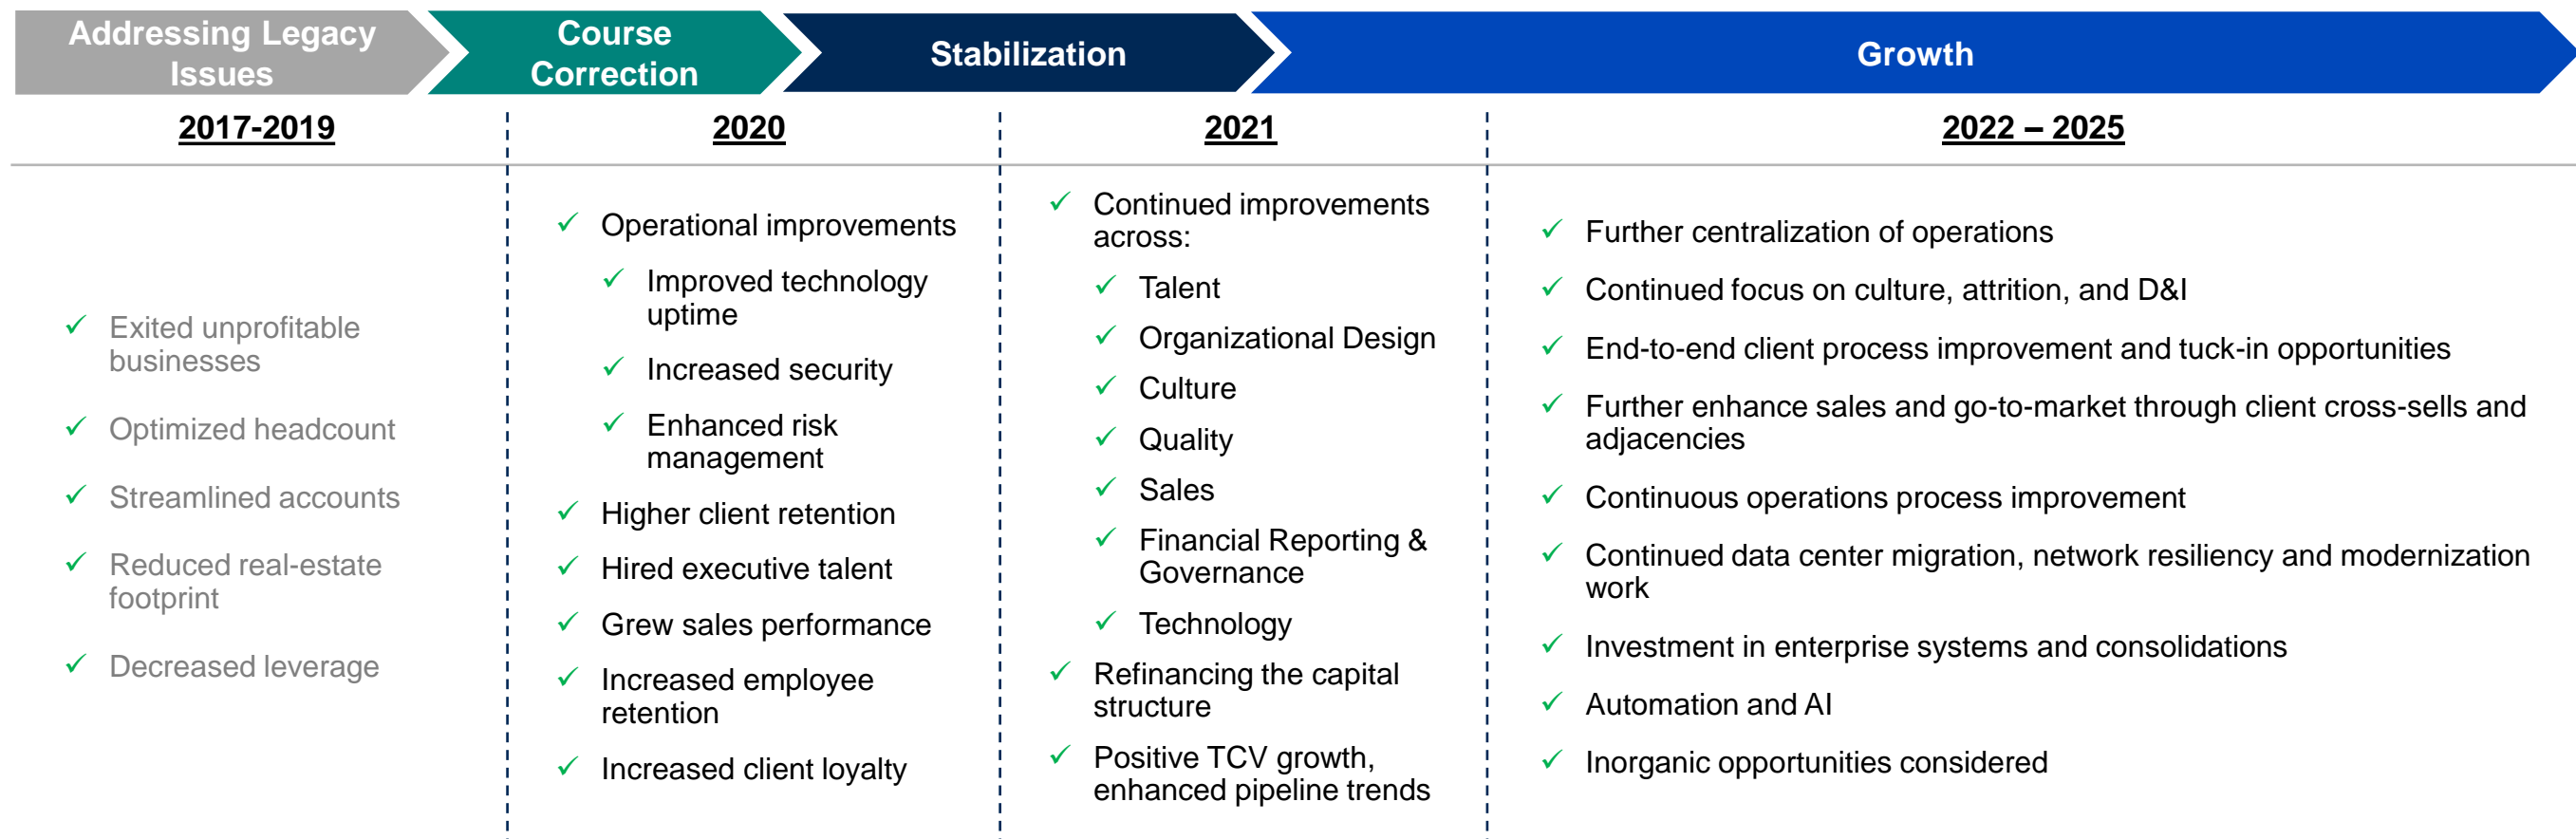 Addressing Legacy
Issues
Course
Correction
Stabilization
Growth
2017-2019
2020
2021
2022 – 2025
✓ Exited unprofitable
businesses
✓ Optimized headcount
✓ Streamlined accounts
✓ Reduced real-estate
footprint
✓ Decreased leverage
✓ Operational improvements
✓ Improved technology
uptime
✓ Increased security
✓ Enhanced risk
management
✓ Higher client retention
✓ Hired executive talent
✓ Grew sales performance
✓ Increased employee
retention
✓ Increased client loyalty
✓ Continued improvements
across:
✓ Talent
✓ Organizational Design
✓ Culture
✓ Quality
✓ Sales
✓ Financial Reporting &
Governance
✓ Technology
✓ Refinancing the capital
structure
✓ Positive TCV growth,
enhanced pipeline trends
✓ Further centralization of operations
✓ Continued focus on culture, attrition, and D&I
✓ End-to-end client process improvement and tuck-in opportunities
✓ Further enhance sales and go-to-market through client cross-sells and
adjacencies
✓ Continuous operations process improvement
✓ Continued data center migration, network resiliency and modernization
work
✓ Investment in enterprise systems and consolidations
✓ Automation and AI
✓ Inorganic opportunities considered